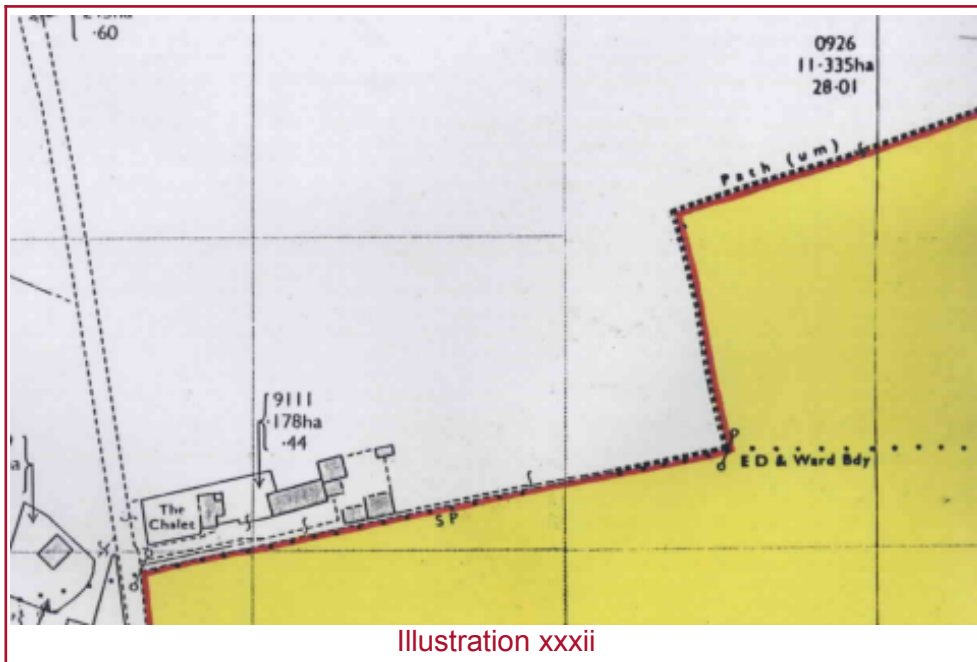 ·60
0926
11·335ha
28·01
Path (um)
9111
·178ha
·44
ED & Ward Bdy
The
Chalet
SP
Illustration xxxii